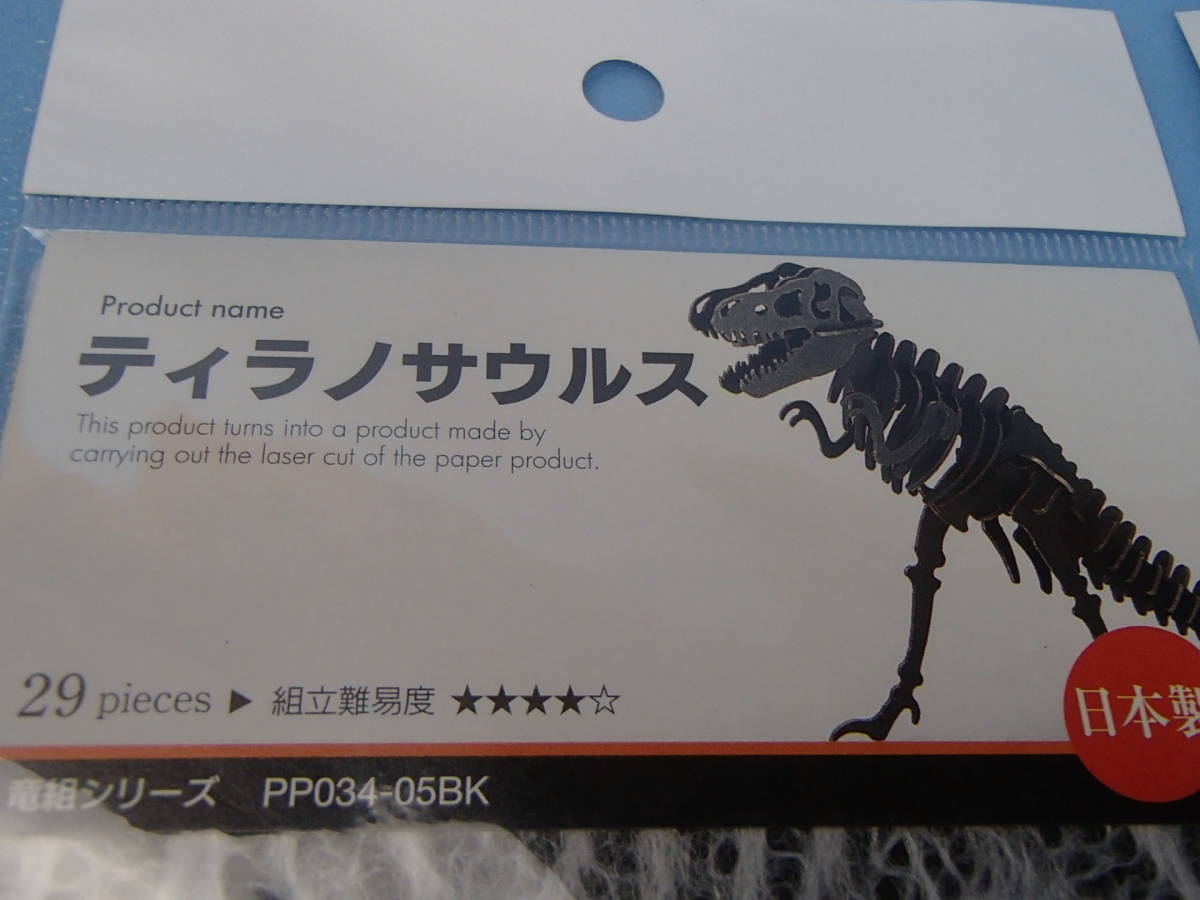 Product name
ティラノサウルス
This product turns into a product made by
carrying out the laser cut of the paper product.
29 pieces ▶ 組立難易度 ★★★★☆
日本製
竜組シリーズ PP034-05BK